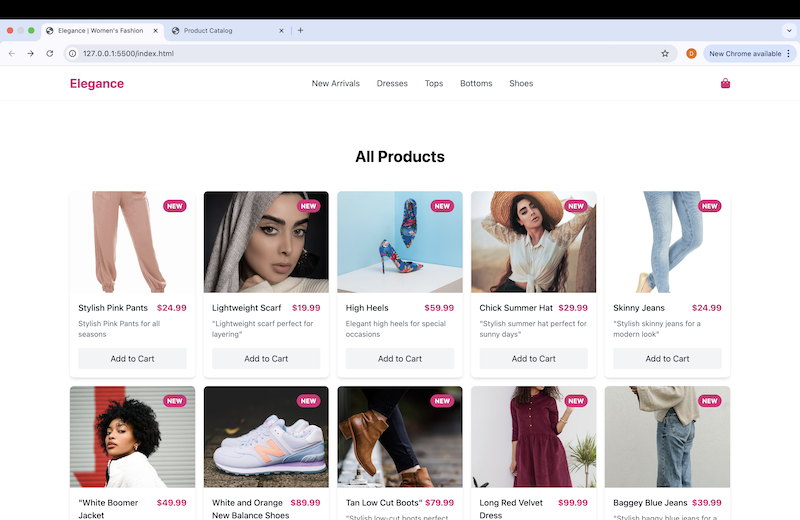 Elegance | Women's Fashion
Product Catalog
127.0.0.1:5500/index.html
D
New Chrome available
Elegance
New Arrivals
Dresses
Tops
Bottoms
Shoes
All Products
NEW
NEW
NEW
NEW
NEW
Stylish Pink Pants $24.99
Stylish Pink Pants for all
seasons
Add to Cart
Lightweight Scarf $19.99
"Lightweight scarf perfect for
layering"
Add to Cart
High Heels $59.99
Elegant high heels for special
occasions
Add to Cart
Chick Summer Hat $29.99
"Stylish summer hat perfect for
sunny days"
Add to Cart
Skinny Jeans $24.99
"Stylish skinny jeans for a
modern look"
Add to Cart
NEW
NEW
NEW
NEW
NEW
"White Boomer $49.99
Jacket
White and Orange $89.99
New Balance Shoes
Tan Low Cut Boots" $79.99
"Stylish low-cut boots perfect
Long Red Velvet $99.99
Dress
Baggey Blue Jeans $39.99
"Stylish baggy blue jeans for a